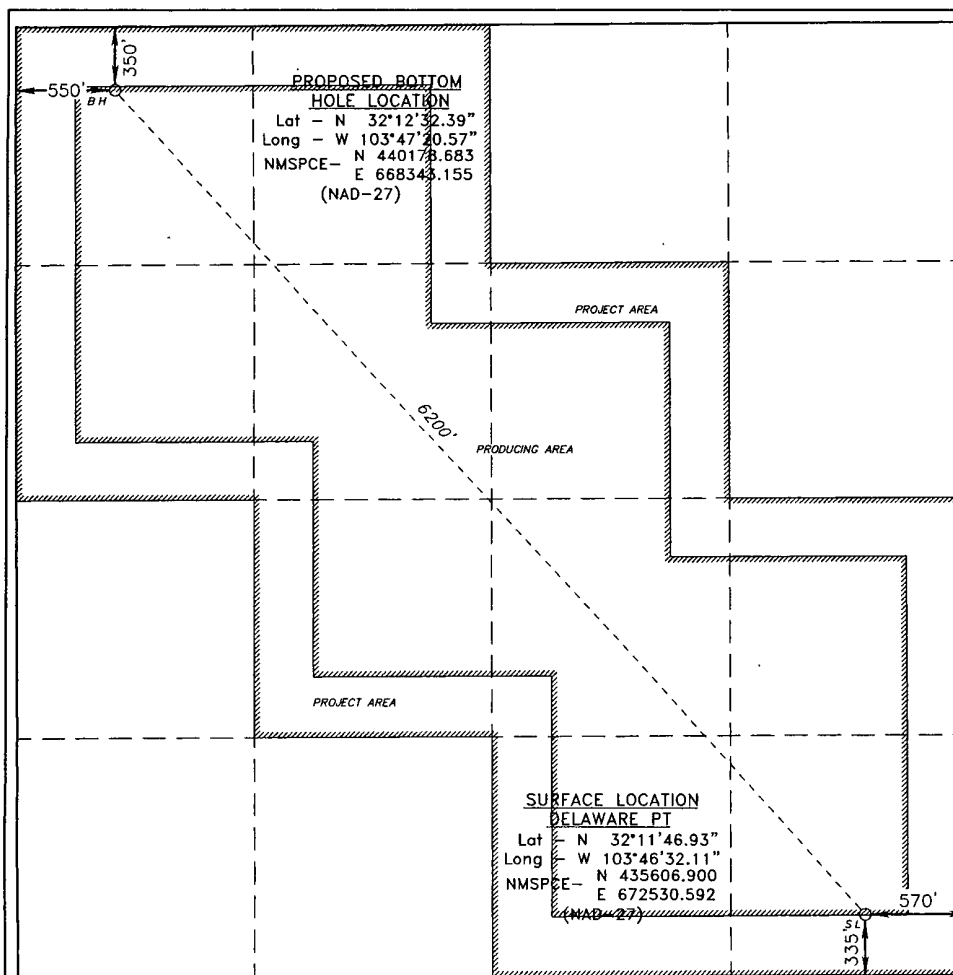 350'
550'
BH
PROPOSED BOTTOM
HOLE LOCATION
Lat - N 32°12'32.39"
Long - W 103°47'20.57"
NMSPCE- N 440178.683
E 668343.155
(NAD-27)
PROJECT AREA
6200'
PRODUCING AREA
PROJECT AREA
SURFACE LOCATION
DELAWARE PT
Lat - N 32°11'46.93"
Long - W 103°46'32.11"
NMSPCE- N 435606.900
E 672530.592
(NAD-27)
570'
SL
335'